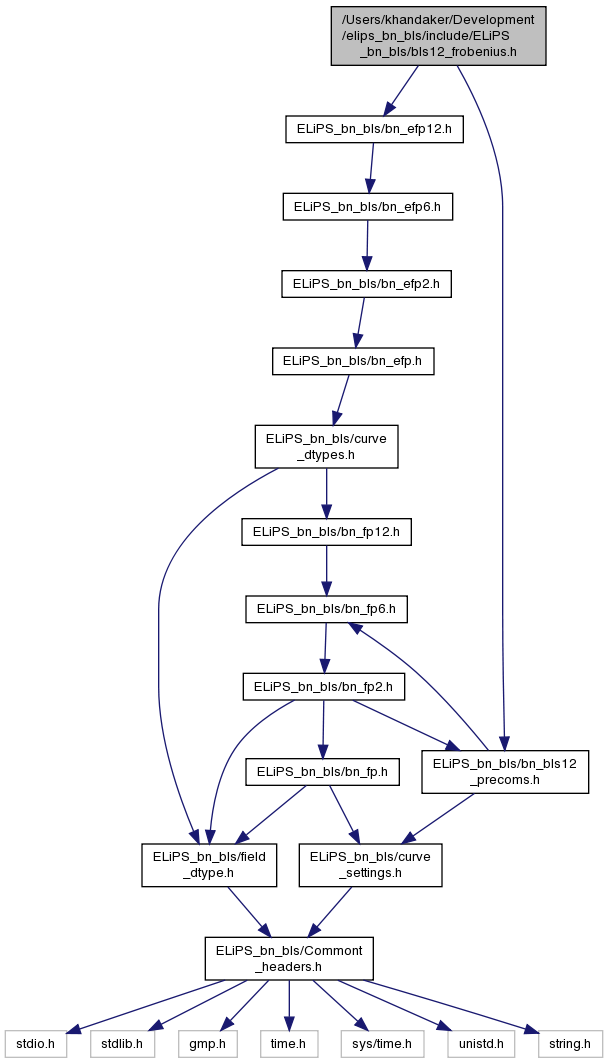 /Users/khandaker/Development
/elips_bn_bls/include/ELiPS
_bn_bls/bls12_frobenius.h
ELiPS_bn_bls/bn_efp12.h
ELiPS_bn_bls/bn_efp6.h
ELiPS_bn_bls/bn_efp2.h
ELiPS_bn_bls/bn_efp.h
ELiPS_bn_bls/curve
_dtypes.h
ELiPS_bn_bls/bn_fp12.h
ELiPS_bn_bls/bn_fp6.h
ELiPS_bn_bls/bn_fp2.h
ELiPS_bn_bls/bn_fp.h
ELiPS_bn_bls/bn_bls12
_precoms.h
ELiPS_bn_bls/field
_dtype.h
ELiPS_bn_bls/curve
_settings.h
ELiPS_bn_bls/Commont
_headers.h
stdio.h
stdlib.h
gmp.h
time.h
sys/time.h
unistd.h
string.h